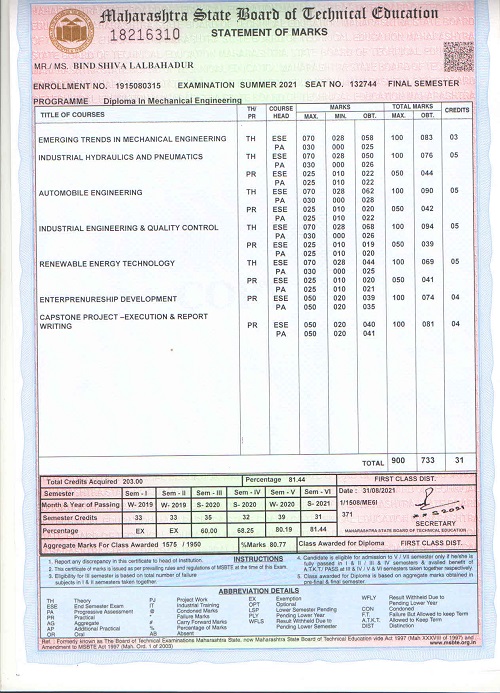 Maharashtra State Board of Technical Education
18216310
STATEMENT OF MARKS
MR./MS. BIND SHIVA LALBAHADUR
ENROLLMENT NO. 1915080315 EXAMINATION SUMMER 2021 SEAT NO. 132744 FINAL SEMESTER
PROGRAMME Diploma In Mechanical Engineering
TITLE OF COURSES TH/ PR COURSE HEAD MARKS MAX. MIN. OBT. TOTAL MARKS MAX. OBT. CREDITS
EMERGING TRENDS IN MECHANICAL ENGINEERING TH ESE 070 028 058 100 083 03
PA 030 000 025
INDUSTRIAL HYDRAULICS AND PNEUMATICS TH ESE 070 028 050 100 076 05
PA 030 000 026
PR ESE 025 010 022 050 044
PA 025 010 022
AUTOMOBILE ENGINEERING TH ESE 070 028 062 100 090 05
PA 030 000 028
PR ESE 025 010 020 050 042
PA 025 010 022
INDUSTRIAL ENGINEERING & QUALITY CONTROL TH ESE 070 028 068 100 094 05
PA 030 000 026
PR ESE 025 010 019 050 039
PA 025 010 020
RENEWABLE ENERGY TECHNOLOGY TH ESE 070 028 044 100 069 05
PA 030 000 025
PR ESE 025 010 020 050 041
PA 025 010 021
ENTERPRENEURESHIP DEVELOPMENT PR ESE 050 020 039 100 074 04
PA 050 020 035
CAPSTONE PROJECT –EXECUTION & REPORT
WRITING PR ESE 050 020 040 100 081 04
PA 050 020 041
TOTAL 900 733 31
Total Credits Acquired 203.00 Percentage 81.44 FIRST CLASS DIST.
Semester Sem - I Sem - II Sem - III Sem - IV Sem - V Sem - VI Date : 31/08/2021
Month & Year of Passing W- 2019 W- 2019 S- 2020 S- 2020 W- 2020 S- 2021 1/1508/ME6I
Semester Credits 33 33 35 32 39 31 371
Percentage EX EX 60.00 68.25 80.19 81.44 SECRETARY
MAHARASHTRA STATE BOARD OF TECHNICAL EDUCATION
Aggregate Marks For Class Awarded 1575 / 1950 %Marks 80.77 Class Awarded for Diploma FIRST CLASS DIST.
INSTRUCTIONS
1. Report any discrepancy in this certificate to head of institution.
2. This certificate of marks is issued as per prevailing rules and regulations of MSBTE at the time of this Exam.
3. Eligibility for III semester is based on total number of failure
subjects in I & II semesters taken together.
4. Candidate is eligible for admission to V / VII semester only if he/she is
fully passed in I & II / III & IV semesters & availed benefit of
A.T.K.T/ PASS at III & IV / V & VI semesters taken together respectively
5. Class awarded for Diploma is based on aggregate marks obtained in
pre-final & final semester.
ABBREVIATION DETAILS
TH Theory
ESE End Semester Exam
PA Progressive Assessment
PR Practical
AG Aggregate
AP Additional Practical
OR Oral
PJ Project Work
IT Industrial Training
@ Condoned Marks
* Failure Marks
# Carry Forward Marks
% Percentage of Marks
AB Absent
EX Exemption
OPT Optional
LSP Lower Semester Pending
PLY Pending Lower Year
WFLS Result Withheld Due to
Pending Lower Semester
WFLY Result Withheld Due to
Pending Lower Year
CON Condoned
F.T. Failure But Allowed to keep Term
A.T.K.T. Allowed to Keep Term
DIST Distinction
Ref. : Formerly known as The Board of Technical Examinations Maharashtra State, now Maharashtra State Board of Technical Education vide Act 1997 (Mah XXXVIII of 1997) and
Amendment to MSBTE Act 1997 (Mah. Ord. 1 of 2003) www.msbte.org.in